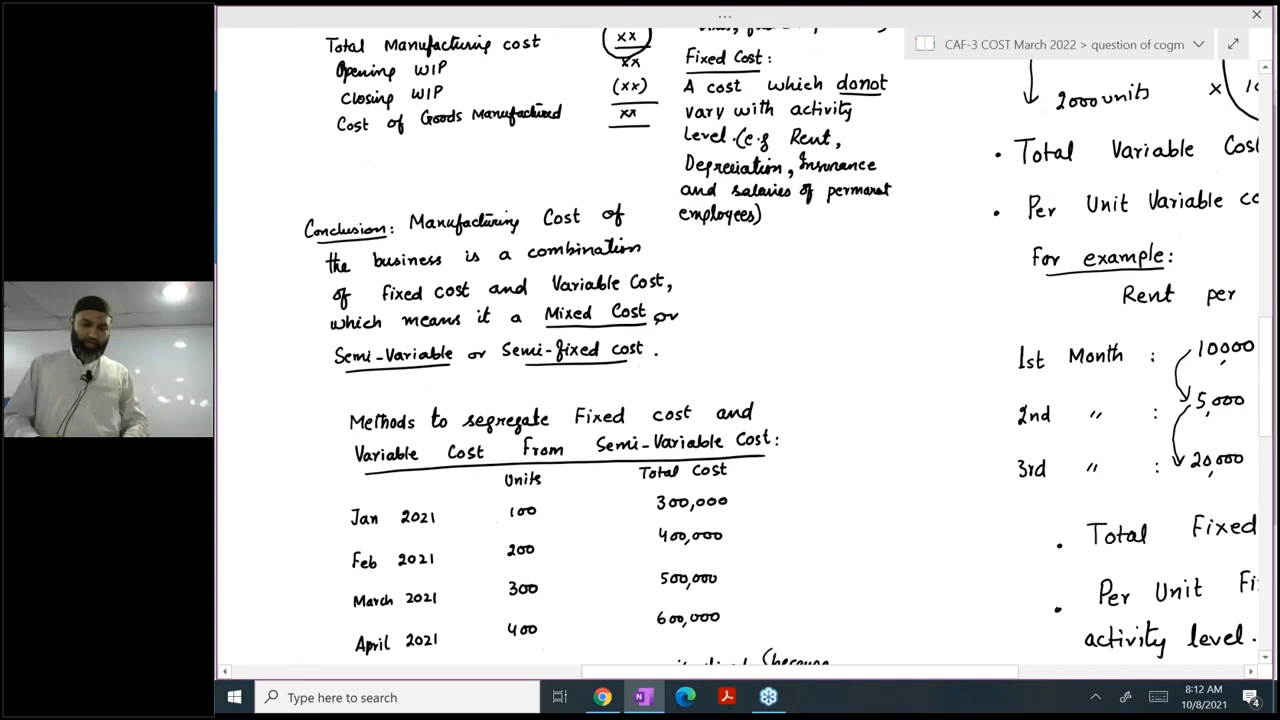 CAF-3 COST March 2022 > question of cogm
Total Manufacturing cost xx
xx
Opening WIP
Closing WIP (xx)
Cost of Goods Manufactured xx
Fixed Cost :
A cost which donot
vary with activity
level. (e.g Rent,
Depreciation, Insurance
and salaries of permanat
employees)
Conclusion: Manufacturing Cost of
the business is a combination
of fixed cost and Variable Cost,
which means it a Mixed Cost or
Semi-Variable or Semi-fixed cost .
Methods to segregate Fixed cost and
Variable Cost From Semi-Variable Cost:
Units Total Cost
Jan 2021 100 300,000
Feb 2021 200 400,000
March 2021 300 500,000
April 2021 400 600,000
(because
2000 units x
• Total Variable Cos
• Per Unit Variable co
For example:
Rent per
1st Month : 10,000
2nd " : 5,000
3rd " : 20,000
• Total Fixed
• Per Unit Fi
activity level.
Type here to search
8:12 AM
10/8/2021
4